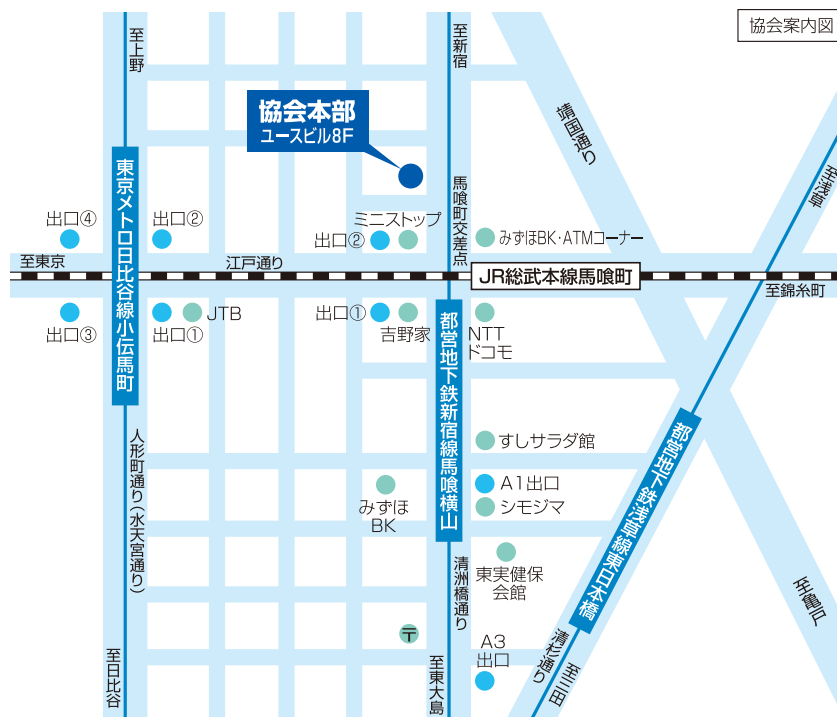 協会案内図
至上野
至新宿
協会本部
ユースビル8F
靖国通り
至浅草
東京メトロ日比谷線小伝馬町
馬喰町交差点
出口④
出口②
ミニストップ
出口②
みずほBK・ATMコーナー
至東京
江戸通り
JR総武本線馬喰町
至錦糸町
出口③
出口①
JTB
出口①
吉野家
NTT
ドコモ
都営地下鉄新宿線馬喰横山
都営地下鉄浅草線東日本橋
人形町通り(水天宮通り)
すしサラダ館
A1出口
シモジマ
みずほ
BK
東実健保
会館
清洲橋通り
至亀戸
〒
A3
出口
清杉通り
至三田
至日比谷
至東大島